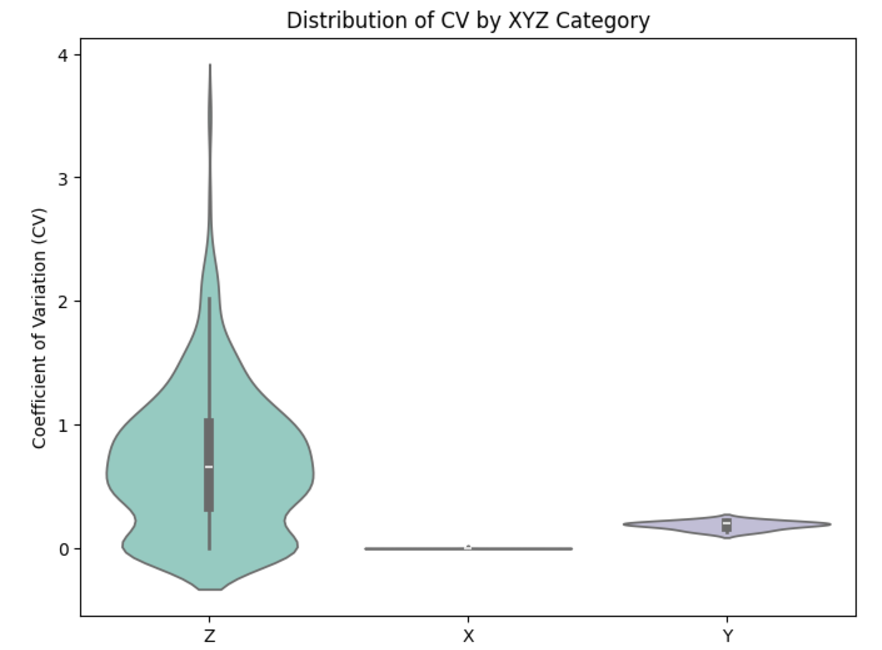 Distribution of CV by XYZ Category
Coefficient of Variation (CV)
4
3
2
1
0
Z X Y